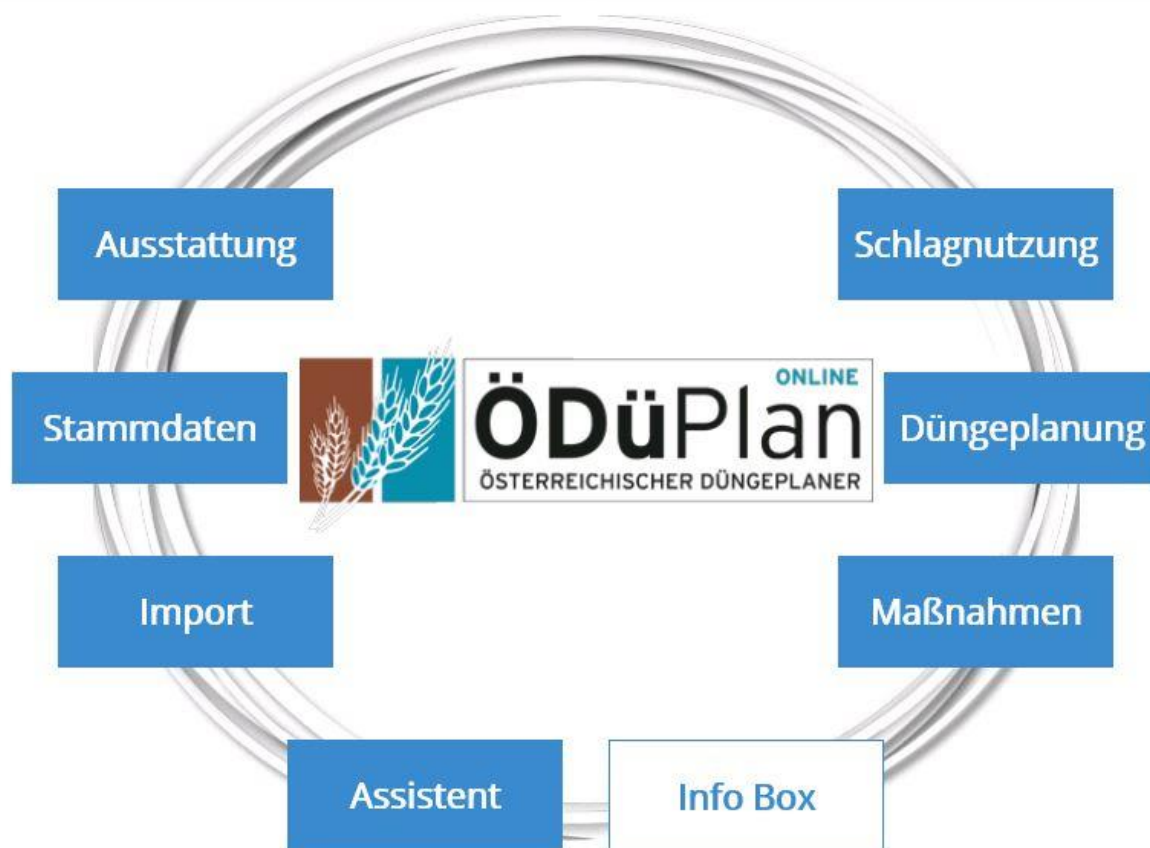 Ausstattung
Schlagnutzung
ONLINE
ÖDüPlan
ÖSTERREICHISCHER DÜNGEPLANER
Stammdaten
Düngeplanung
Import
Maßnahmen
Assistent
Info Box